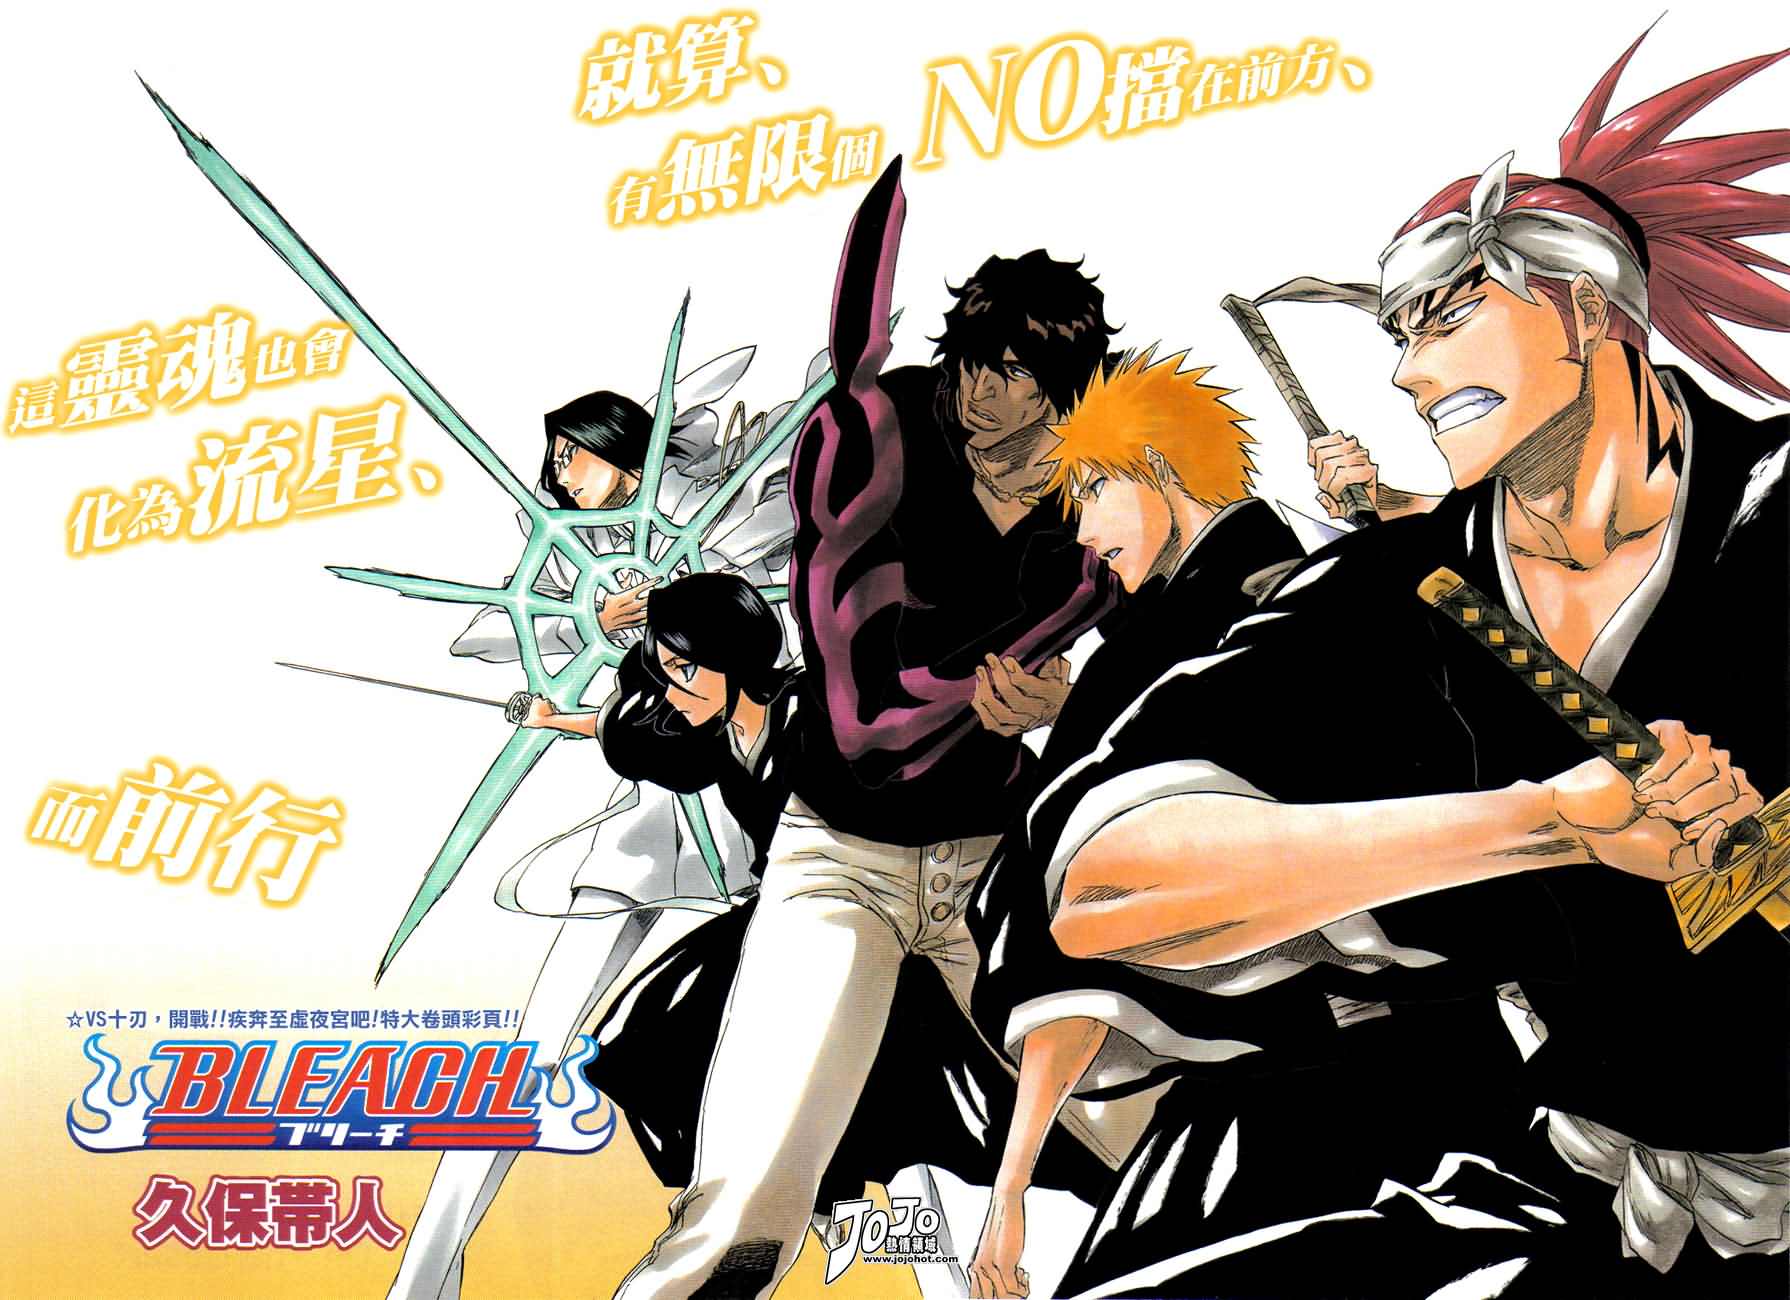 就算、
有無限個 NO擋在前方、
這靈魂也會
化為流星、
而前行
☆VS十刃，開戰!!疾奔至虛夜宮吧!特大卷頭彩頁!!
BLEACH
ブリーチ
久保帯人
JOJO
熱情領域
www.jojohot.com